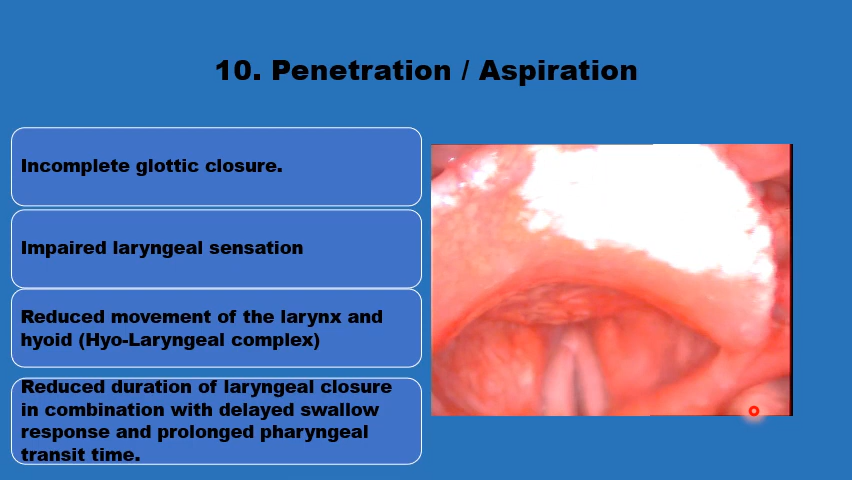 10. Penetration / Aspiration
Incomplete glottic closure.
Impaired laryngeal sensation
Reduced movement of the larynx and
hyoid (Hyo-Laryngeal complex)
Reduced duration of laryngeal closure
in combination with delayed swallow
response and prolonged pharyngeal
transit time.